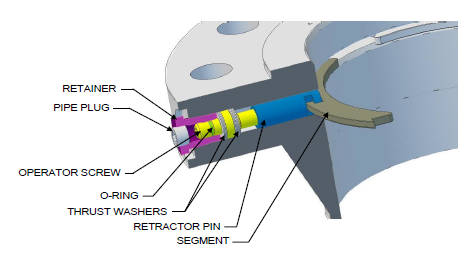 RETAINER
PIPE PLUG
OPERATOR SCREW
O-RING
THRUST WASHERS
RETRACTOR PIN
SEGMENT